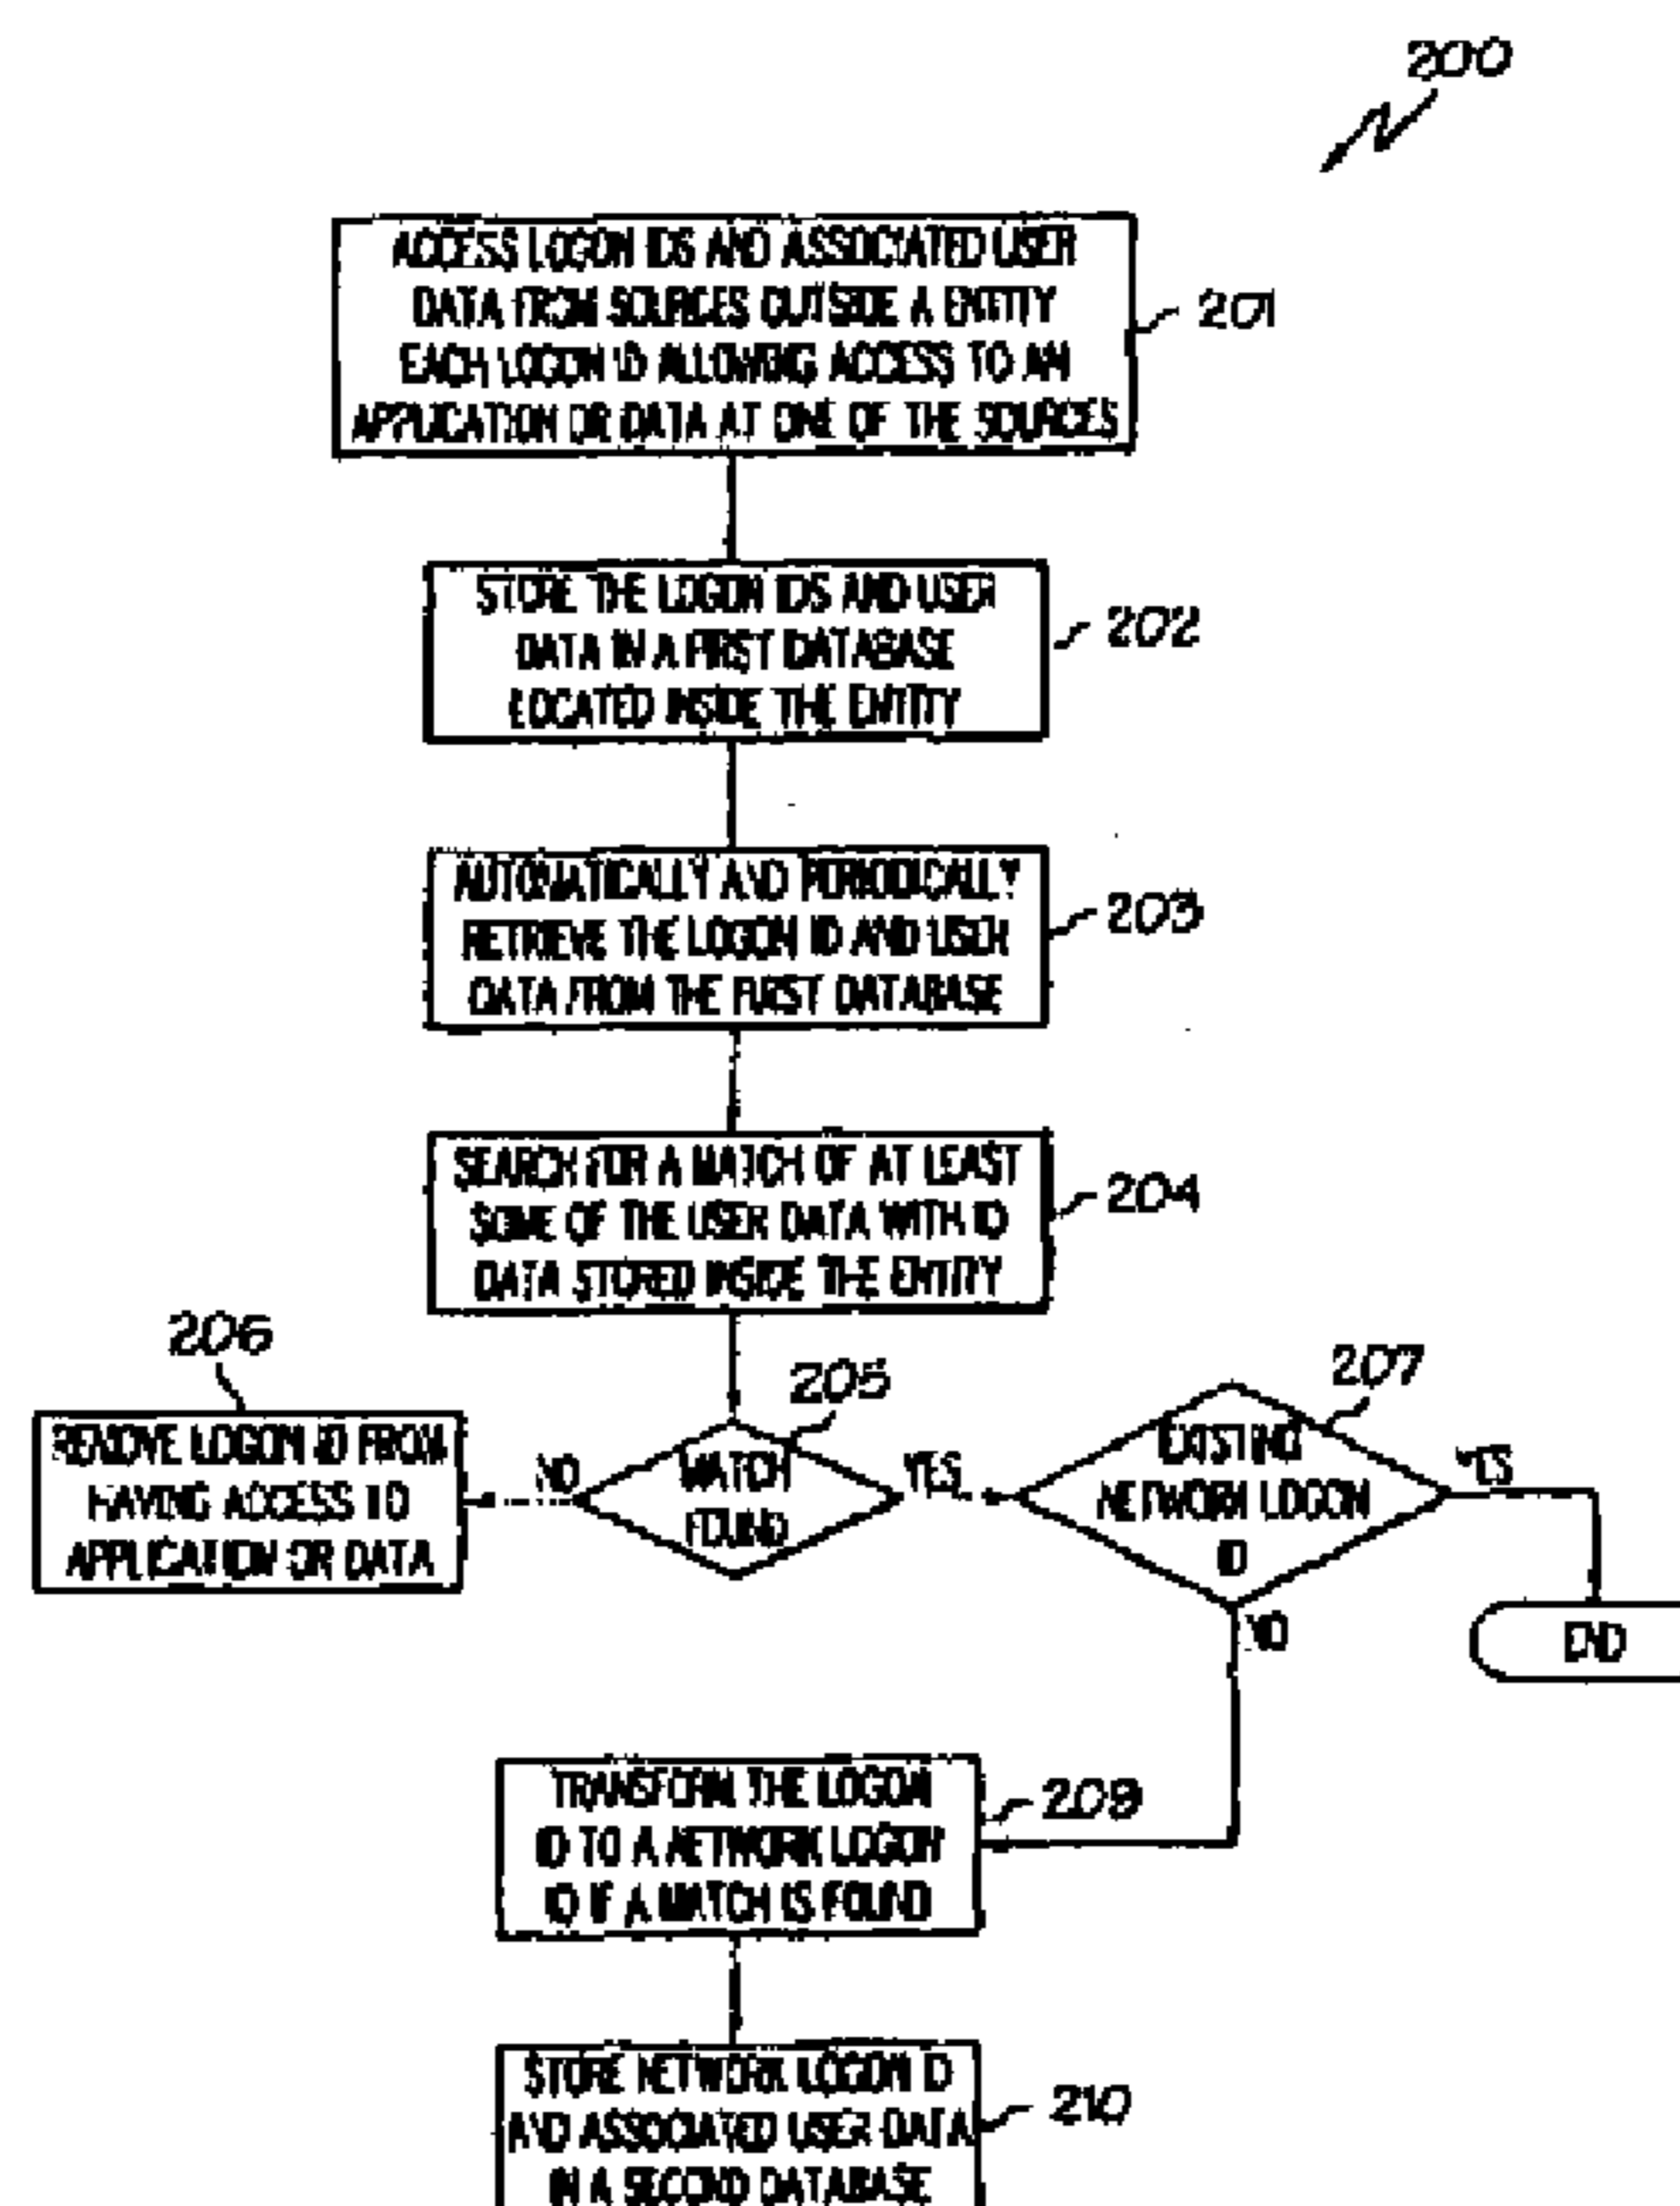 200
ACCESS LOGON IDS AND ASSOCIATED USER
DATA FROM SOURCES OUTSIDE A ENTITY
EACH LOGON ID ALLOWING ACCESS TO AN
APPLICATION OR DATA AT ONE OF THE SOURCES
201
STORE THE LOGON IDS AND USER
DATA IN A FIRST DATABASE
LOCATED INSIDE THE ENTITY
202
AUTOMATICALLY AND PERIODICALLY
RETRIEVE THE LOGON ID AND USER
DATA FROM THE FIRST DATABASE
203
SEARCH FOR A MATCH OF AT LEAST
SOME OF THE USER DATA WITH ID
DATA STORED INSIDE THE ENTITY
204
206
REMOVE LOGON ID FROM
HAVING ACCESS TO
APPLICATION OR DATA
NO
205
MATCH
FOUND
YES
207
EXISTING
NETWORK LOGON
ID
YES
NO
END
TRANSFORM THE LOGON
ID TO A NETWORK LOGON
ID IF A MATCH IS FOUND
209
STORE NETWORK LOGON ID
AND ASSOCIATED USER DATA
IN A SECOND DATABASE
210